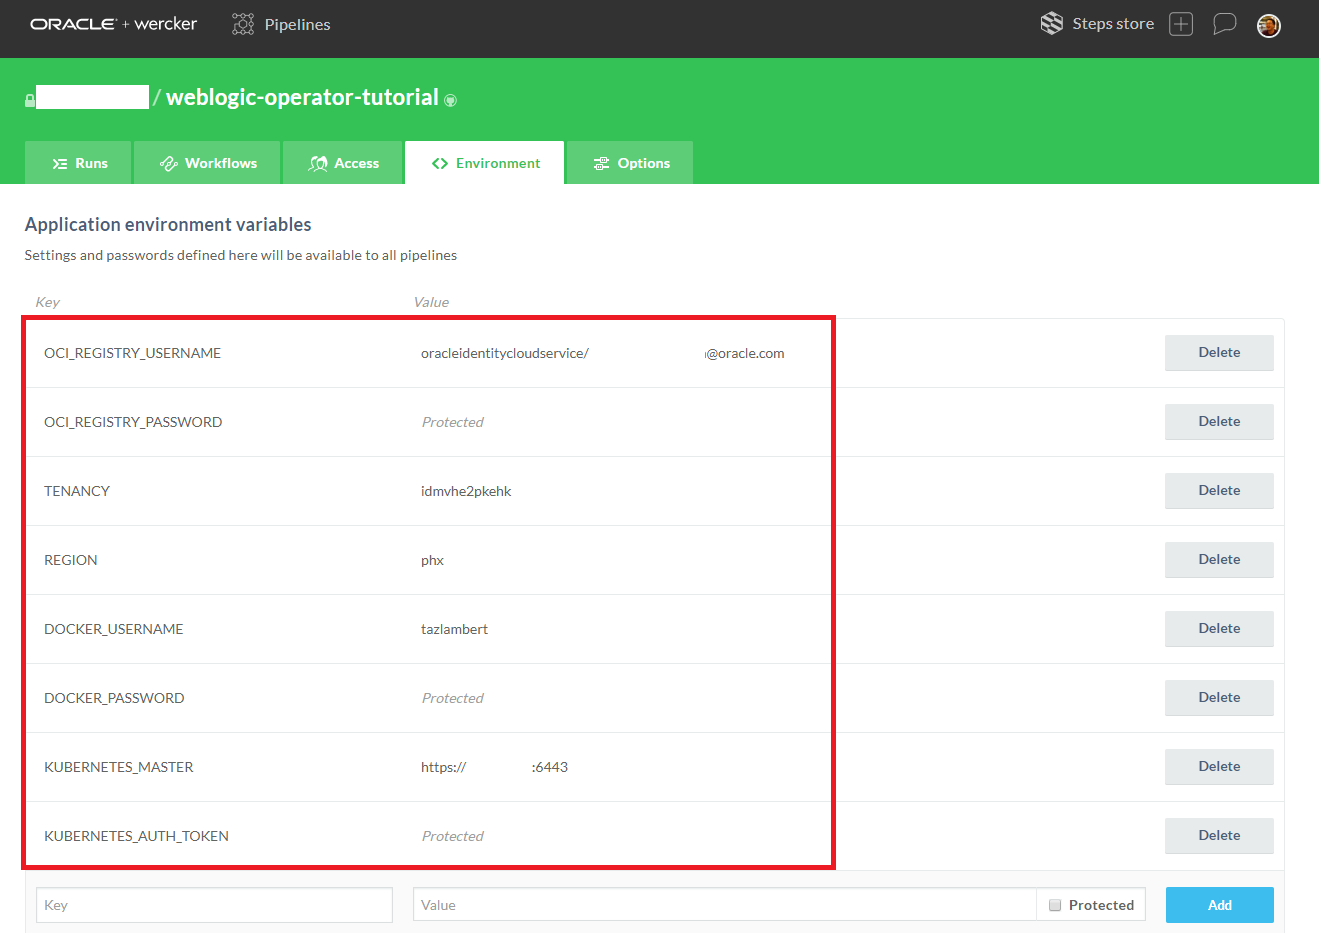 ORACLE + wercker Pipelines Steps store
/ weblogic-operator-tutorial
Runs Workflows Access Environment Options
Application environment variables
Settings and passwords defined here will be available to all pipelines
Key Value
OCI_REGISTRY_USERNAME oracleidentitycloudservice/ @oracle.com Delete
OCI_REGISTRY_PASSWORD Protected Delete
TENANCY idmvhe2pkehk Delete
REGION phx Delete
DOCKER_USERNAME tazlambert Delete
DOCKER_PASSWORD Protected Delete
KUBERNETES_MASTER https:// :6443 Delete
KUBERNETES_AUTH_TOKEN Protected Delete
Key Value Protected Add